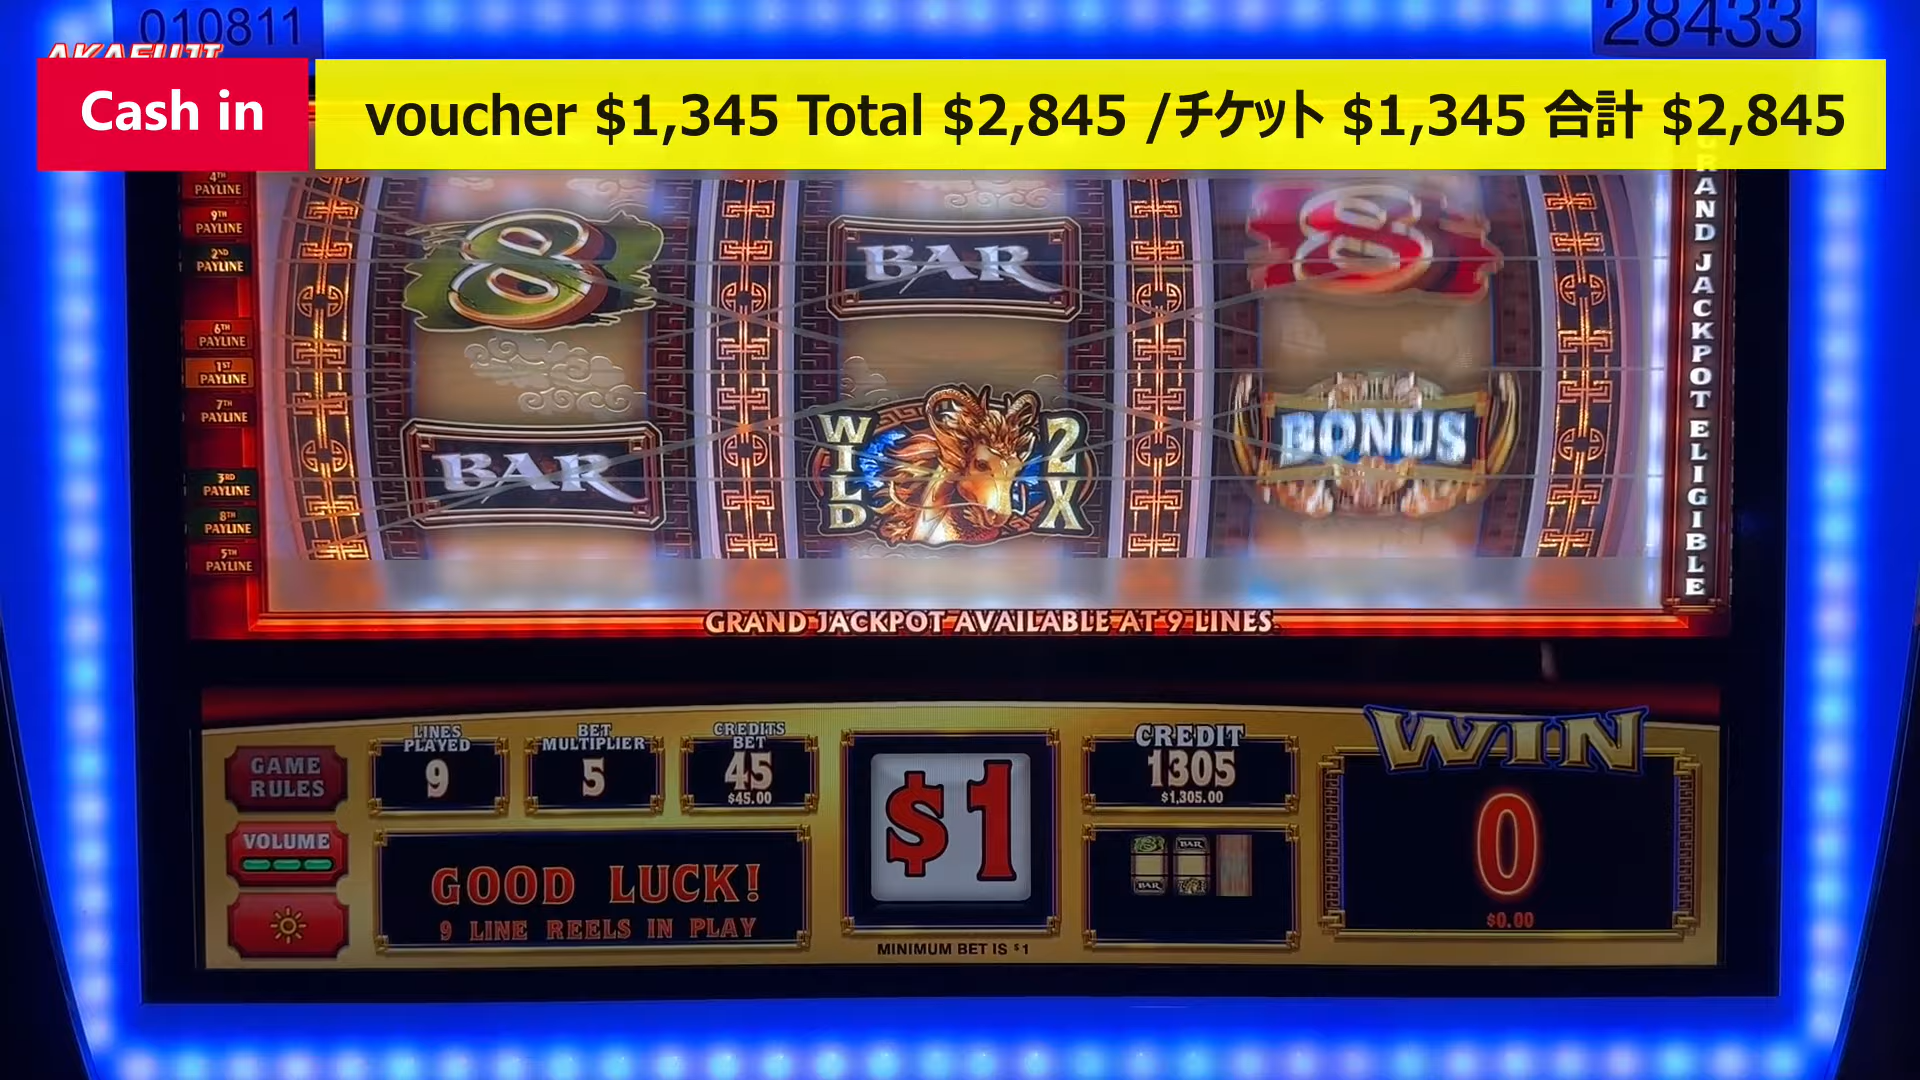 010811
28433
AKAFUJI
Cash in
voucher $1,345 Total $2,845 /チケット $1,345 合計 $2,845
4TH PAYLINE
9TH PAYLINE
2ND PAYLINE
6TH PAYLINE
1ST PAYLINE
7TH PAYLINE
3RD PAYLINE
8TH PAYLINE
5TH PAYLINE
8
BAR
8
BAR
WILD 2X
BONUS
GRAND JACKPOT ELIGIBLE
GRAND JACKPOT AVAILABLE AT 9 LINES
GAME RULES
VOLUME
LINES PLAYED
9
BET MULTIPLIER
5
CREDITS BET
45
$45.00
GOOD LUCK!
9 LINE REELS IN PLAY
$1
MINIMUM BET IS $1
CREDIT
1305
$1,305.00
BAR
BAR
WIN
0
$0.00